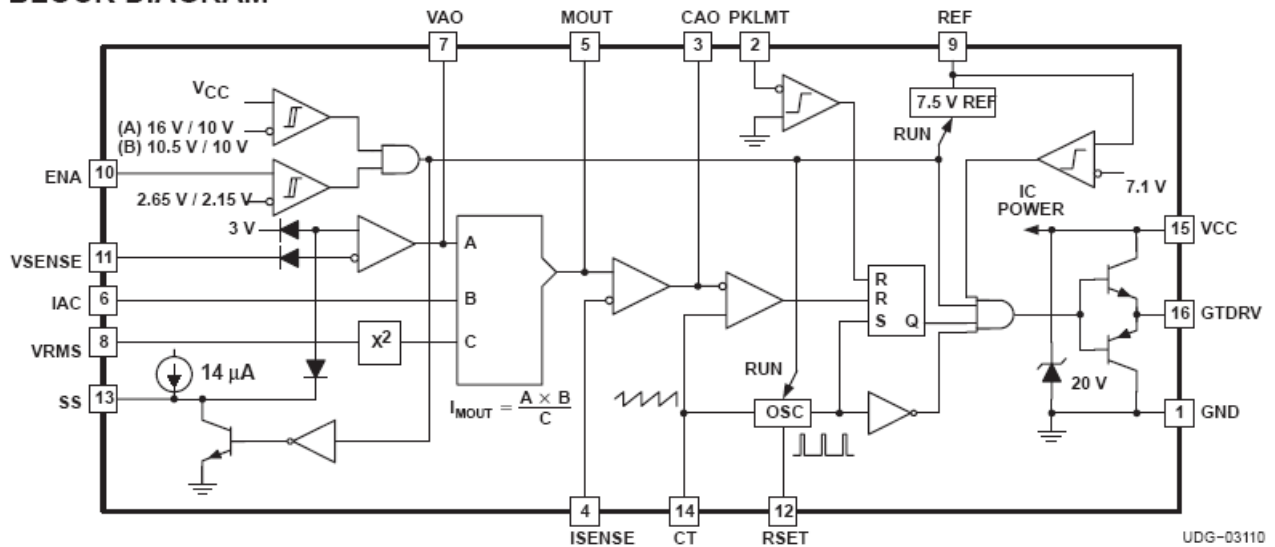 BLOCK DIAGRAM
VAO
MOUT
CAO
PKLMT
REF
7
5
3
2
9
VCC
(A) 16 V / 10 V
(B) 10.5 V / 10 V
7.5 V REF
RUN
ENA
10
2.65 V / 2.15 V
7.1 V
3 V
IC
POWER
15
VCC
VSENSE
11
A
IAC
6
B
R
R
S
Q
16
GTDRV
VRMS
8
X²
C
14 µA
RUN
20 V
SS
13
I_MOUT = A × B / C
OSC
1
GND
4
14
12
ISENSE
CT
RSET
UDG−03110